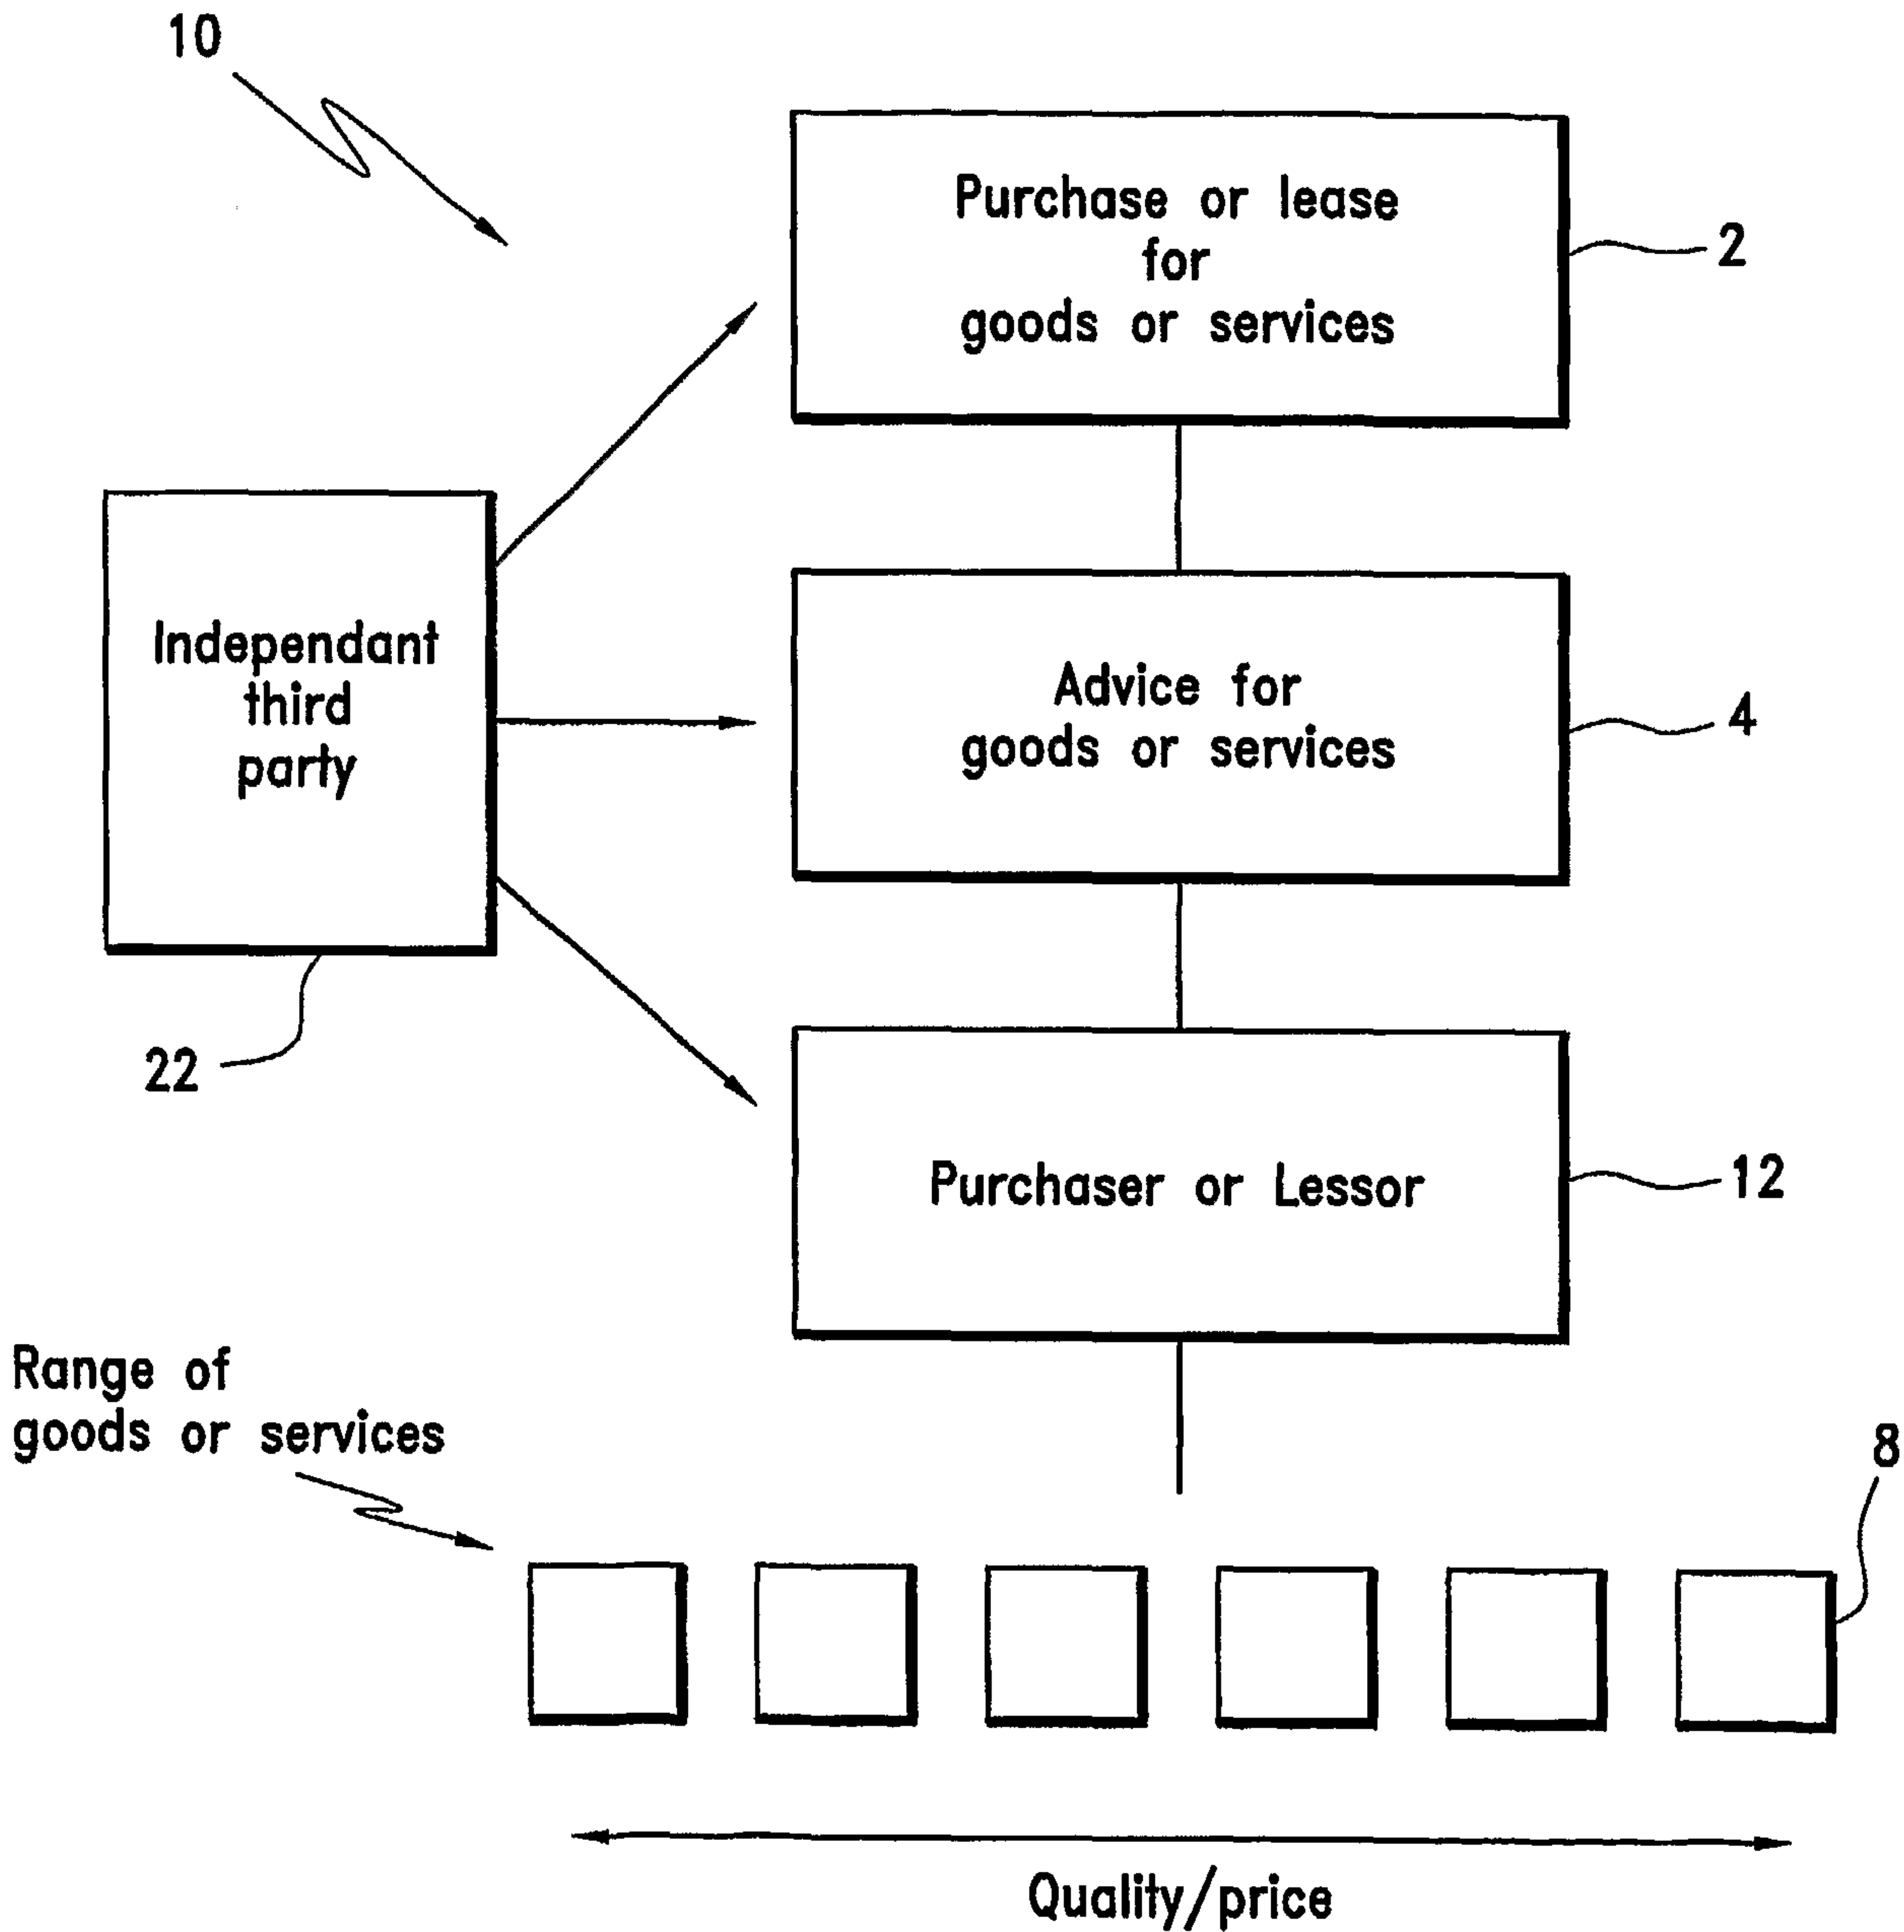 10
Purchase or lease
for
goods or services
2
Independant
third
party
Advice for
goods or services
4
22
Purchaser or Lessor
12
Range of
goods or services
8
Quality/price